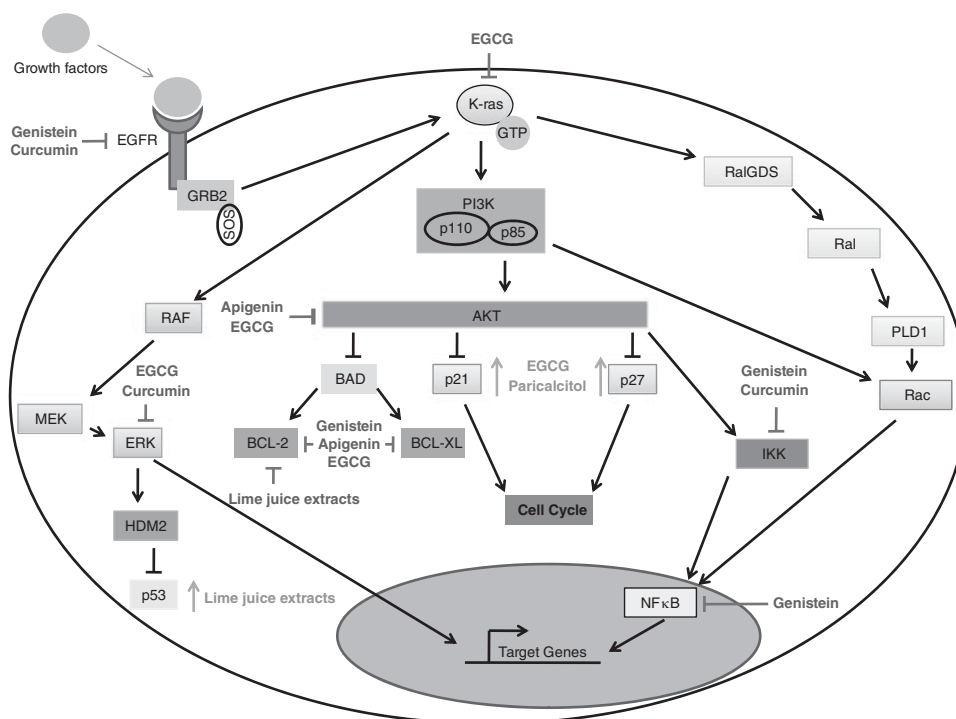 EGCG
Growth factors
K-ras
GTP
Genistein
Curcumin
EGFR
GRB2
SOS
RalGDS
PI3K
p110
p85
Ral
Apigenin
EGCG
RAF
AKT
PLD1
EGCG
Curcumin
BAD
p21
EGCG
Paricalcitol
p27
Genistein
Curcumin
Rac
MEK
ERK
BCL-2
Genistein
Apigenin
EGCG
BCL-XL
IKK
Lime juice extracts
Cell Cycle
HDM2
p53
Lime juice extracts
NFκB
Genistein
Target Genes